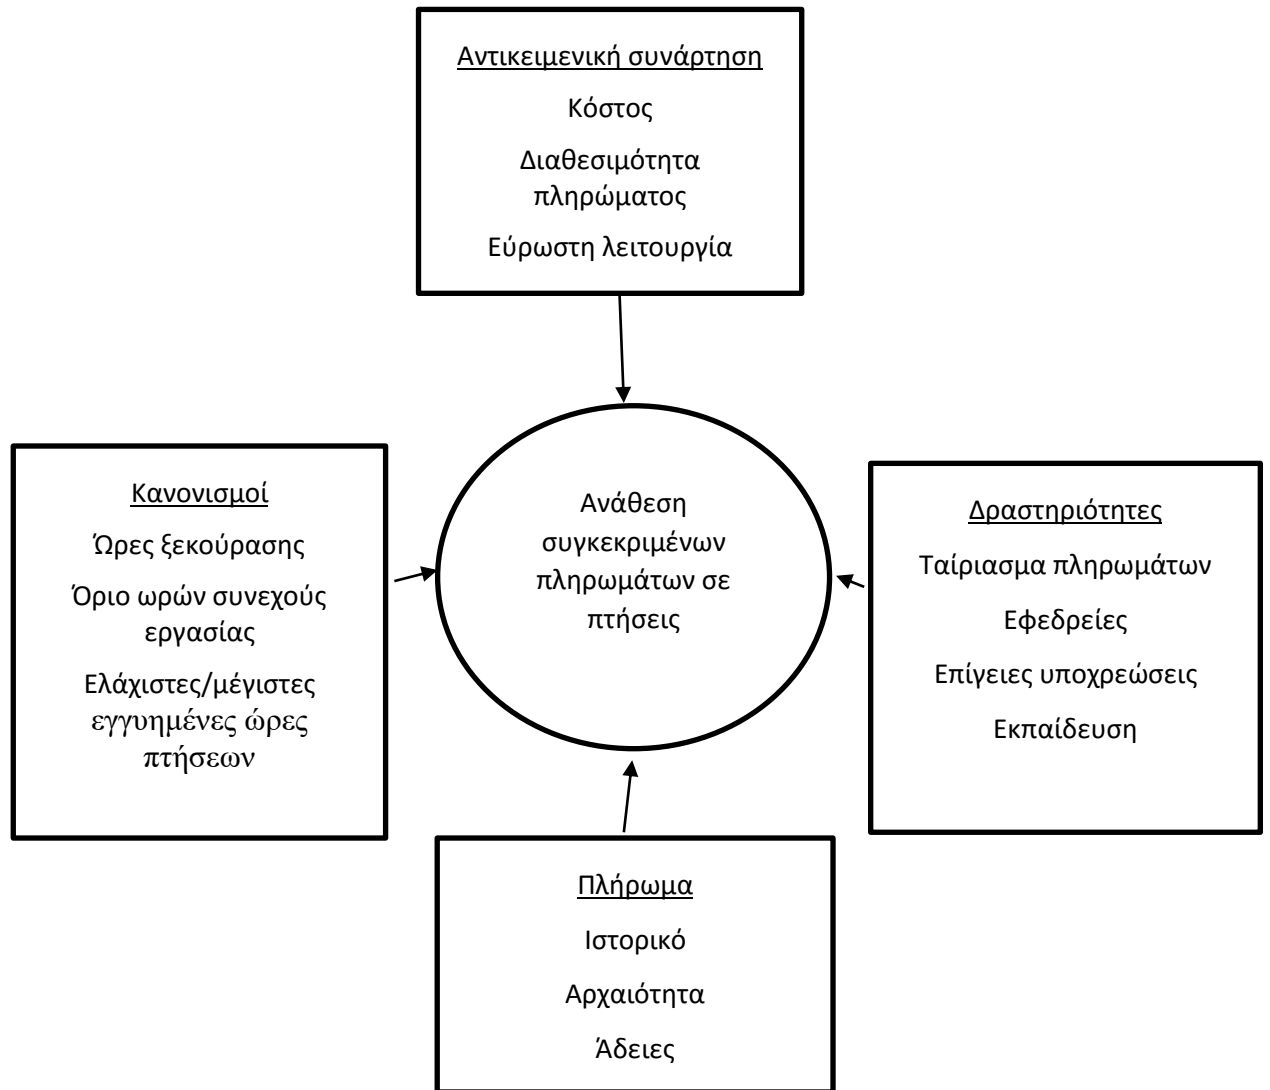 Αντικειμενική συνάρτηση
Κόστος
Διαθεσιμότητα
πληρώματος
Εύρωστη λειτουργία
Κανονισμοί
Ώρες ξεκούρασης
Όριο ωρών συνεχούς
εργασίας
Ελάχιστες/μέγιστες
εγγυημένες ώρες
πτήσεων
Ανάθεση
συγκεκριμένων
πληρωμάτων σε
πτήσεις
Δραστηριότητες
Ταίριασμα πληρωμάτων
Εφεδρείες
Επίγειες υποχρεώσεις
Εκπαίδευση
Πλήρωμα
Ιστορικό
Αρχαιότητα
Άδειες